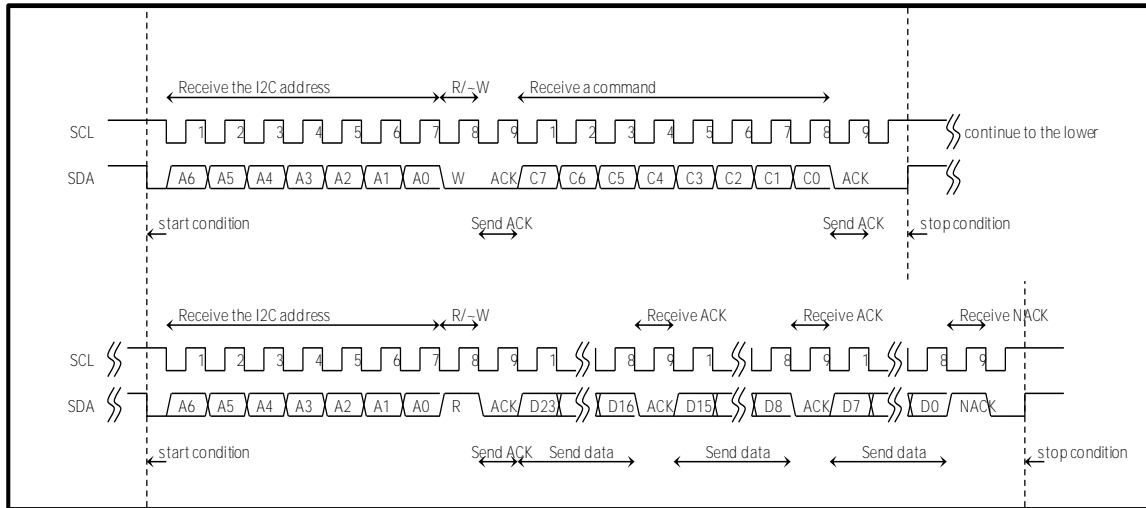 Receive the I2C address R/~W Receive a command
SCL 1 2 3 4 5 6 7 8 9 1 2 3 4 5 6 7 8 9 continue to the lower
SDA A6 A5 A4 A3 A2 A1 A0 W ACK C7 C6 C5 C4 C3 C2 C1 C0 ACK
start condition Send ACK Send ACK stop condition
Receive the I2C address R/~W Receive ACK Receive ACK Receive NACK
SCL 1 2 3 4 5 6 7 8 9 1 8 9 1 8 9 1 8 9
SDA A6 A5 A4 A3 A2 A1 A0 R ACK D23 D16 ACK D15 D8 ACK D7 D0 NACK
start condition Send ACK Send data Send data Send data stop condition